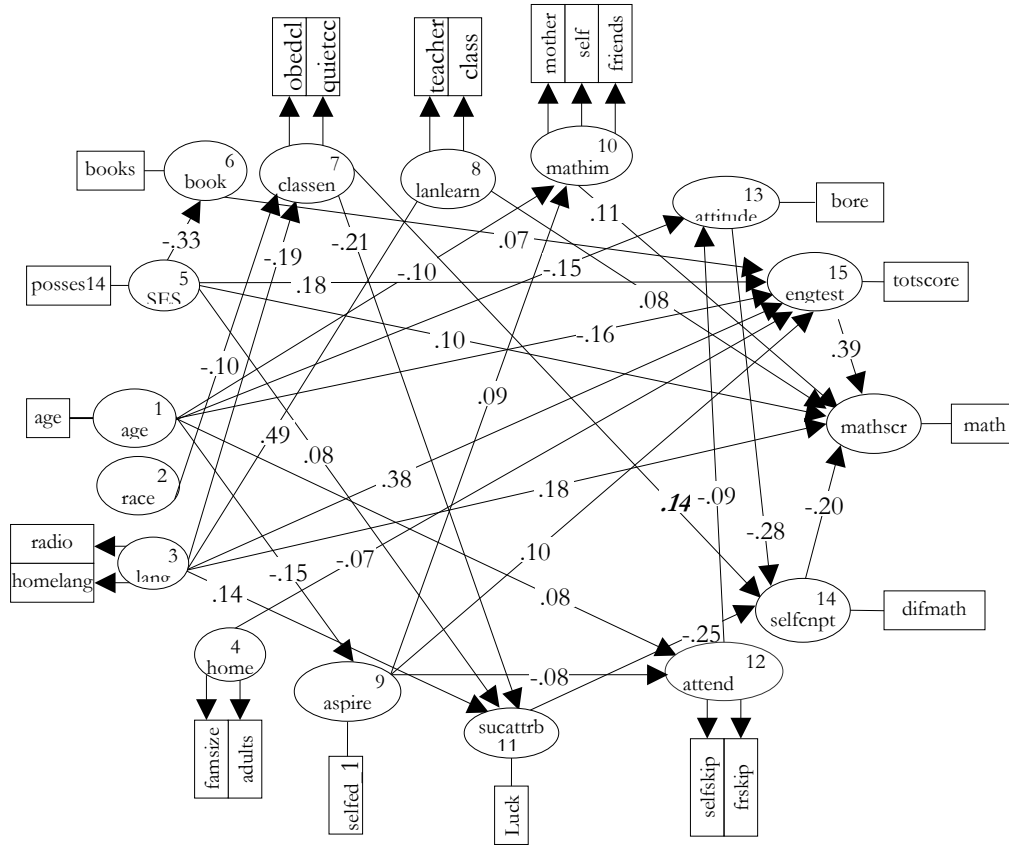 obedcl
quietcc
teacher
class
mother
self
friends
books
6
book
7
classen
8
lanlearn
10
mathim
13
attitude
bore
-.33
-.19
-.21
.07
.11
posses14
5
SES
.18
-.10
-.15
.08
15
engtest
totscore
.10
-.16
.39
-.10
.09
age
1
age
.49
.08
mathscr
math
2
race
.38
.18
.14
-.09
-.20
radio
homelang
3
lang
-.15
-.07
.10
-.28
.14
.08
14
selfcnpt
difmath
4
home
9
aspire
-.08
-.25
12
attend
sucattrb
11
famsize
adults
selfed_1
Luck
selfskip
frskip